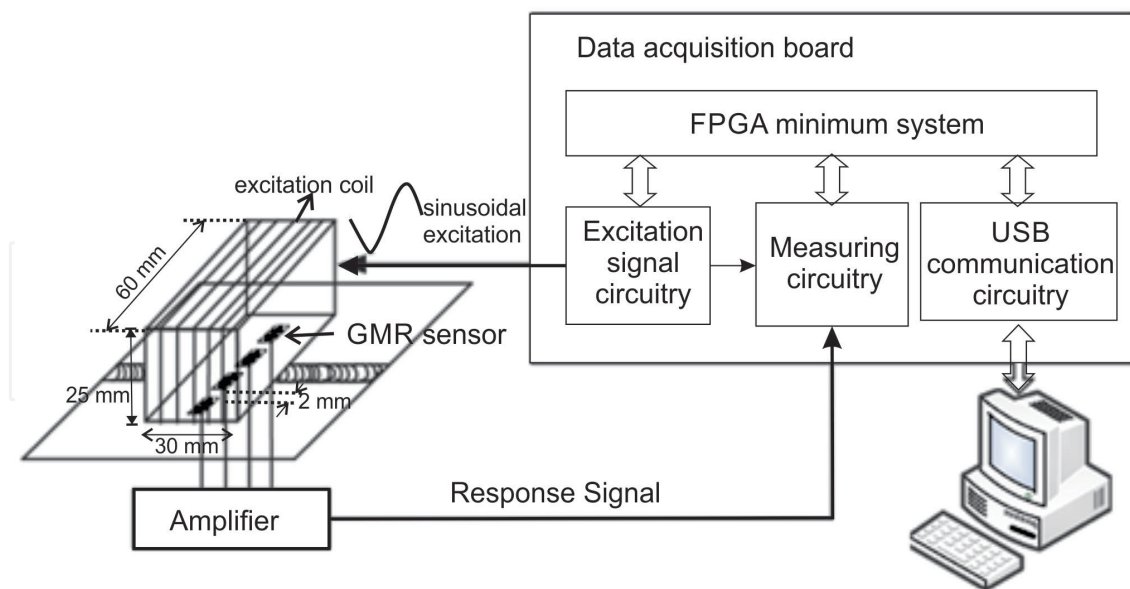 Data acquisition board
FPGA minimum system
excitation coil
sinusoidal
excitation
Excitation
signal
circuitry
Measuring
circuitry
USB
communication
circuitry
60 mm
GMR sensor
25 mm
2 mm
30 mm
Amplifier
Response Signal